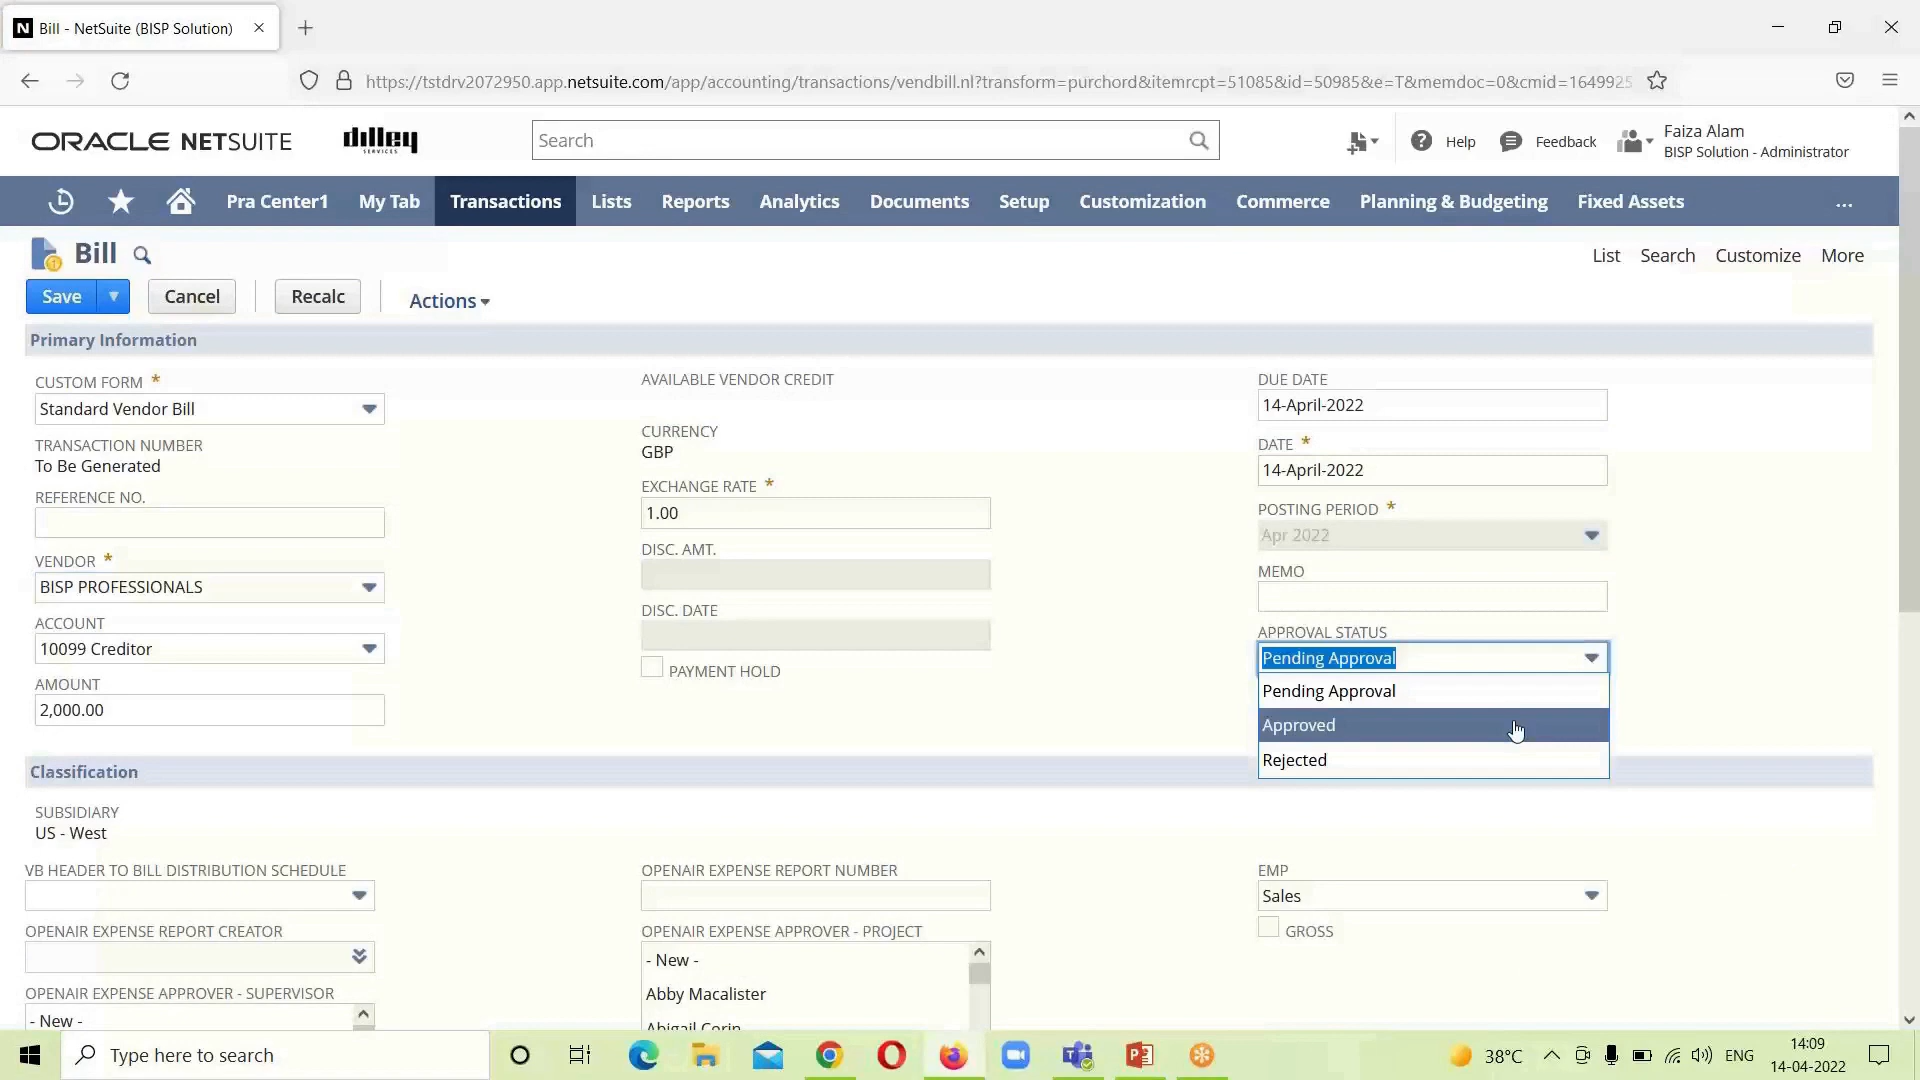 Bill - NetSuite (BISP Solution)
https://tstdrv2072950.app.netsuite.com/app/accounting/transactions/vendbill.nl?transform=purchord&itemrcpt=51085&id=50985&e=T&memdoc=0&cmid=1649925
ORACLE NETSUITE
dilley
SERVICES
Search
Help
Feedback
Faiza Alam
BISP Solution - Administrator
Pra Center1
My Tab
Transactions
Lists
Reports
Analytics
Documents
Setup
Customization
Commerce
Planning & Budgeting
Fixed Assets
...
Bill
List
Search
Customize
More
Save
Cancel
Recalc
Actions
Primary Information
CUSTOM FORM *
Standard Vendor Bill
TRANSACTION NUMBER
To Be Generated
REFERENCE NO.
VENDOR *
BISP PROFESSIONALS
ACCOUNT
10099 Creditor
AMOUNT
2,000.00
AVAILABLE VENDOR CREDIT
CURRENCY
GBP
EXCHANGE RATE *
1.00
DISC. AMT.
DISC. DATE
PAYMENT HOLD
DUE DATE
14-April-2022
DATE *
14-April-2022
POSTING PERIOD *
Apr 2022
MEMO
APPROVAL STATUS
Pending Approval
Pending Approval
Approved
Rejected
Classification
SUBSIDIARY
US - West
VB HEADER TO BILL DISTRIBUTION SCHEDULE
OPENAIR EXPENSE REPORT CREATOR
OPENAIR EXPENSE APPROVER - SUPERVISOR
- New -
OPENAIR EXPENSE REPORT NUMBER
OPENAIR EXPENSE APPROVER - PROJECT
- New -
Abby Macalister
Abigail Corin
EMP
Sales
GROSS
Type here to search
38°C
ENG
14:09
14-04-2022